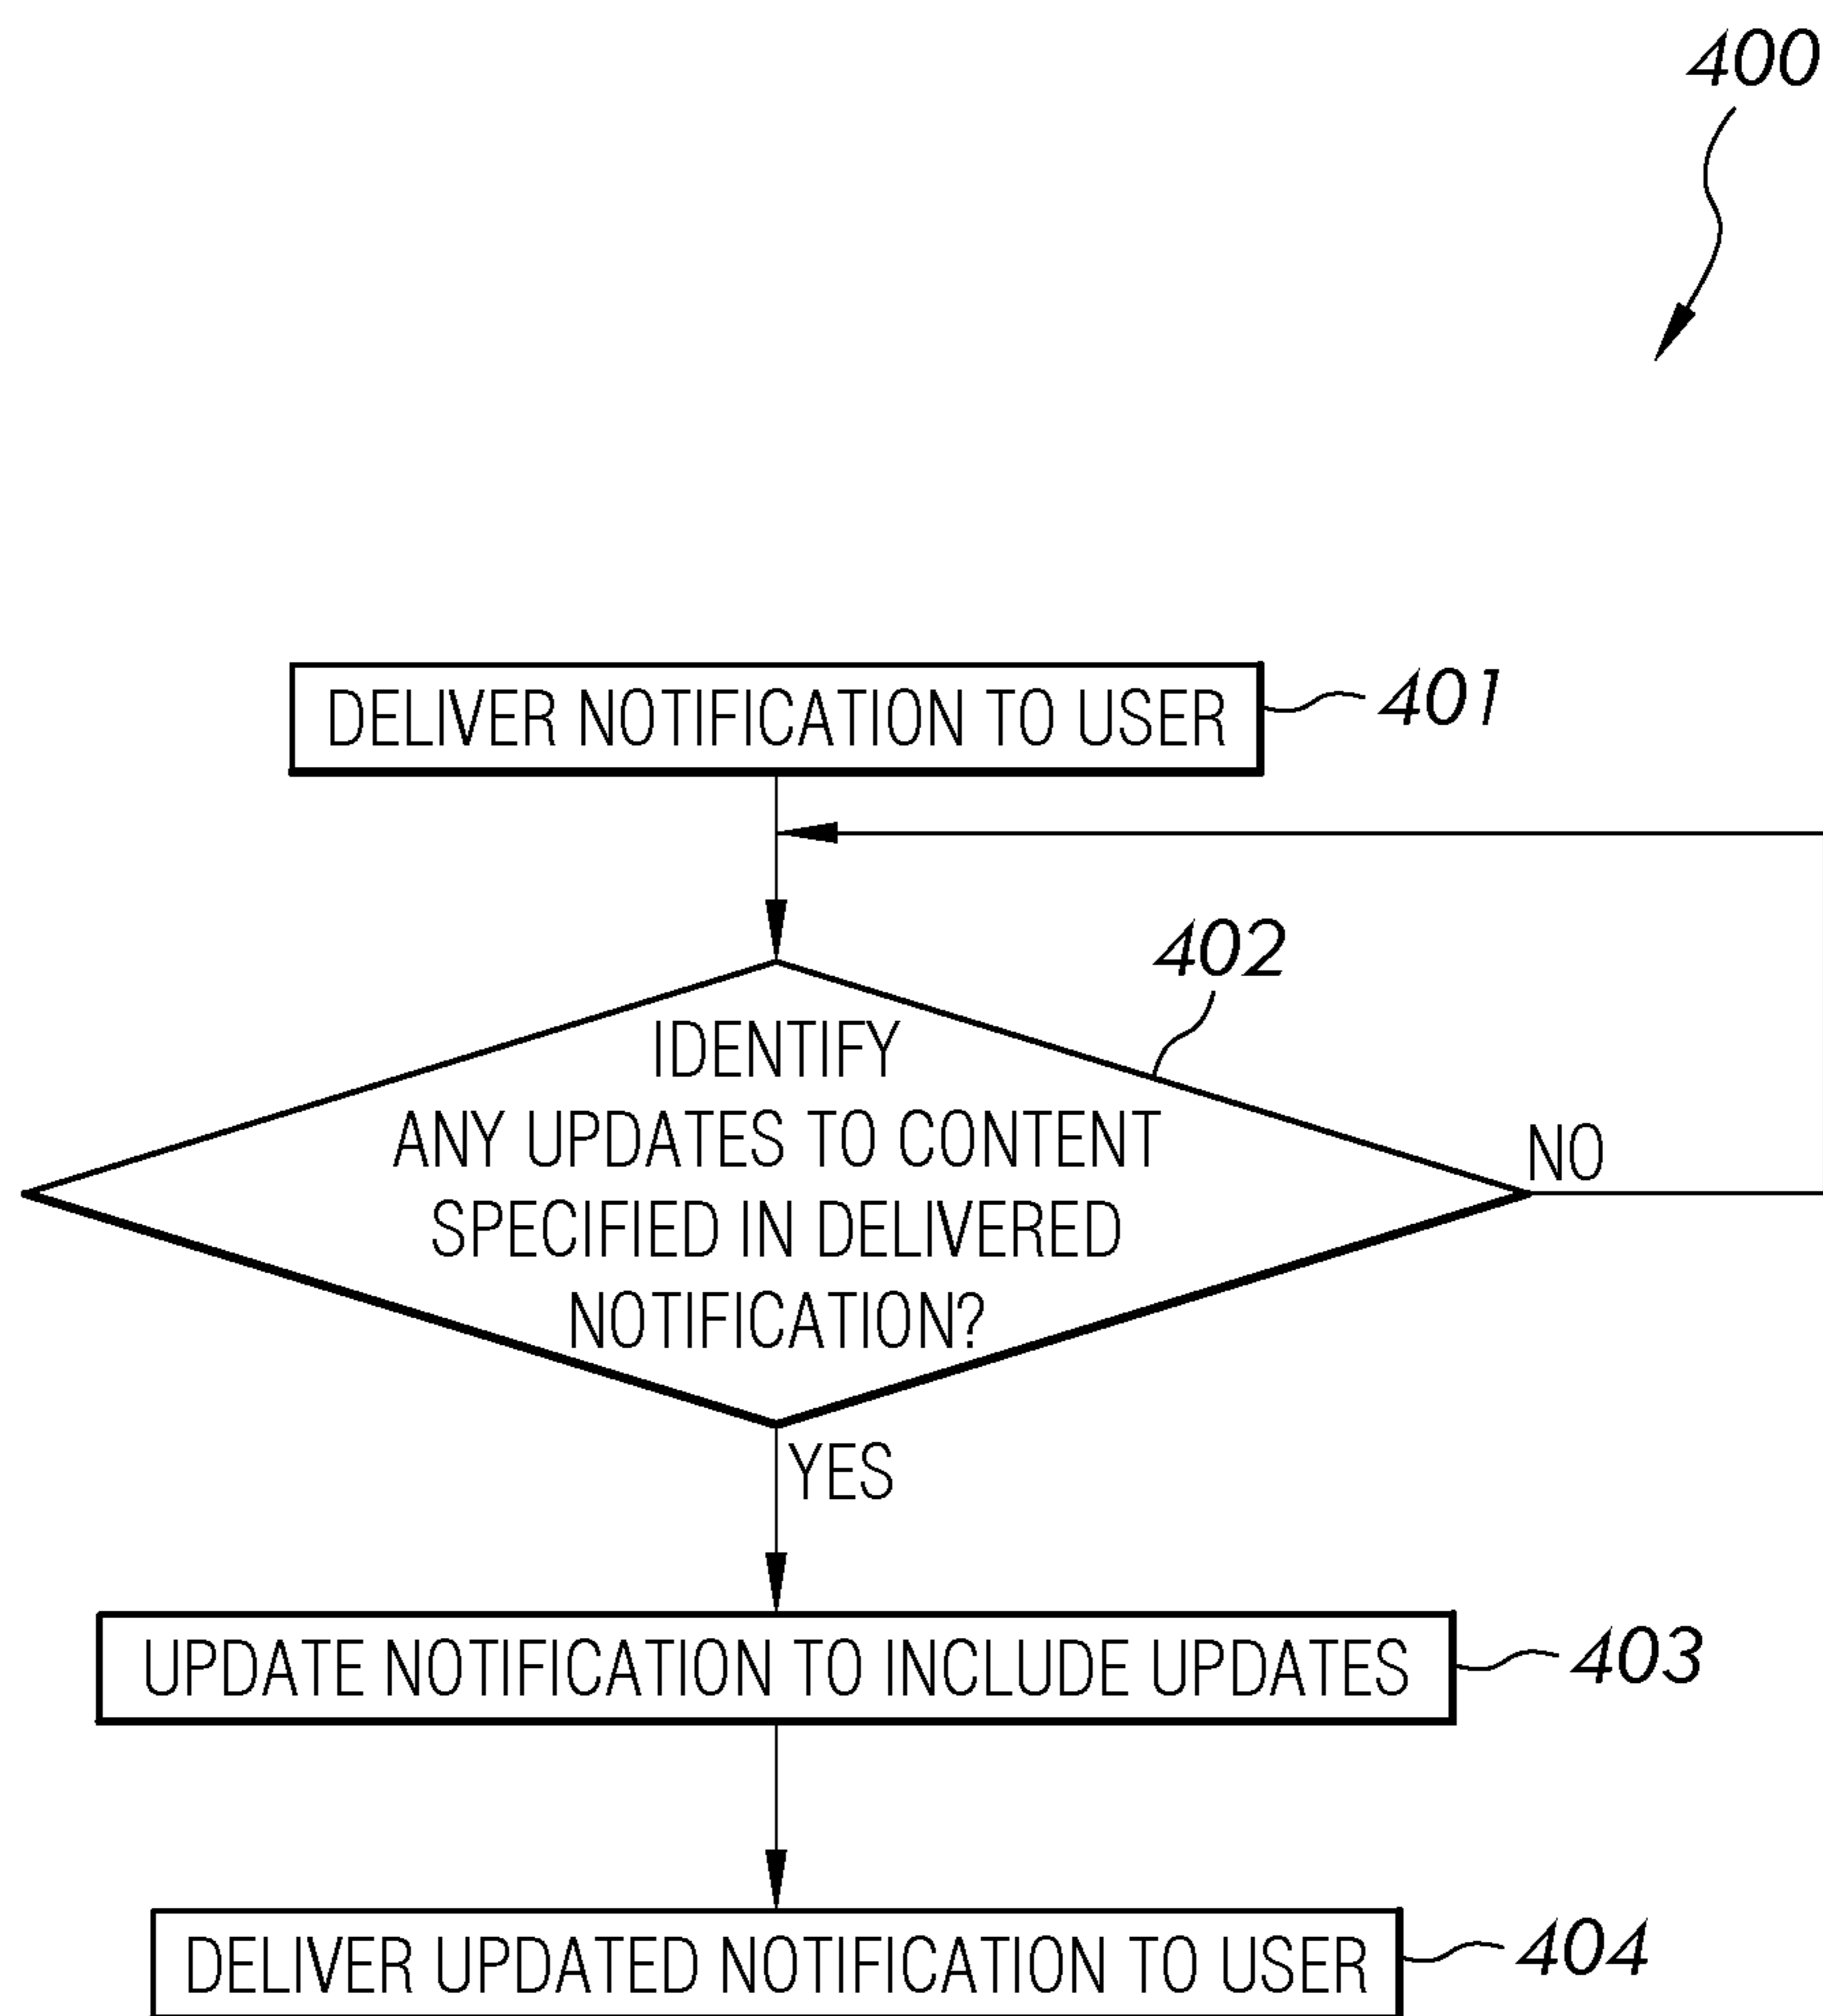 400
DELIVER NOTIFICATION TO USER
401
402
IDENTIFY
ANY UPDATES TO CONTENT
SPECIFIED IN DELIVERED
NOTIFICATION?
NO
YES
UPDATE NOTIFICATION TO INCLUDE UPDATES
403
DELIVER UPDATED NOTIFICATION TO USER
404